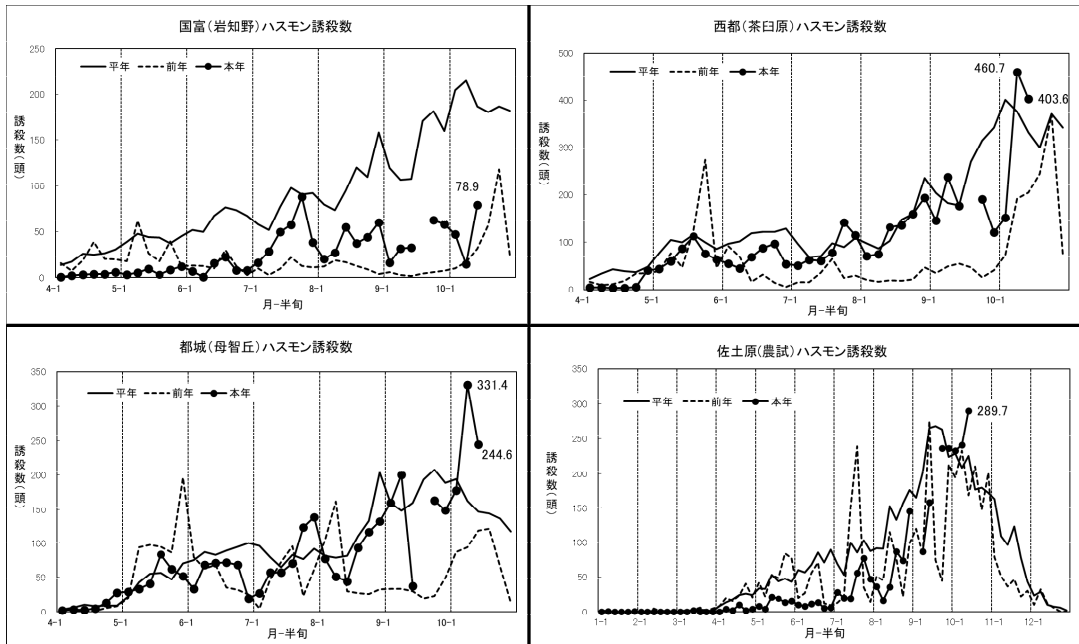 国富(岩知野)ハスモン誘殺数
250
200
150
100
50
0
誘殺数(頭)
平年 前年 本年
78.9
4-1 5-1 6-1 7-1 8-1 9-1 10-1
月-半旬
西都(茶臼原)ハスモン誘殺数
500
400
300
200
100
0
誘殺数(頭)
平年 前年 本年
460.7
403.6
4-1 5-1 6-1 7-1 8-1 9-1 10-1
月-半旬
都城(母智丘)ハスモン誘殺数
350
300
250
200
150
100
50
0
誘殺数(頭)
平年 前年 本年
331.4
244.6
4-1 5-1 6-1 7-1 8-1 9-1 10-1
月-半旬
佐土原(農試)ハスモン誘殺数
350
300
250
200
150
100
50
0
誘殺数(頭)
平年 前年 本年
289.7
1-1 2-1 3-1 4-1 5-1 6-1 7-1 8-1 9-1 10-1 11-1 12-1
月-半旬